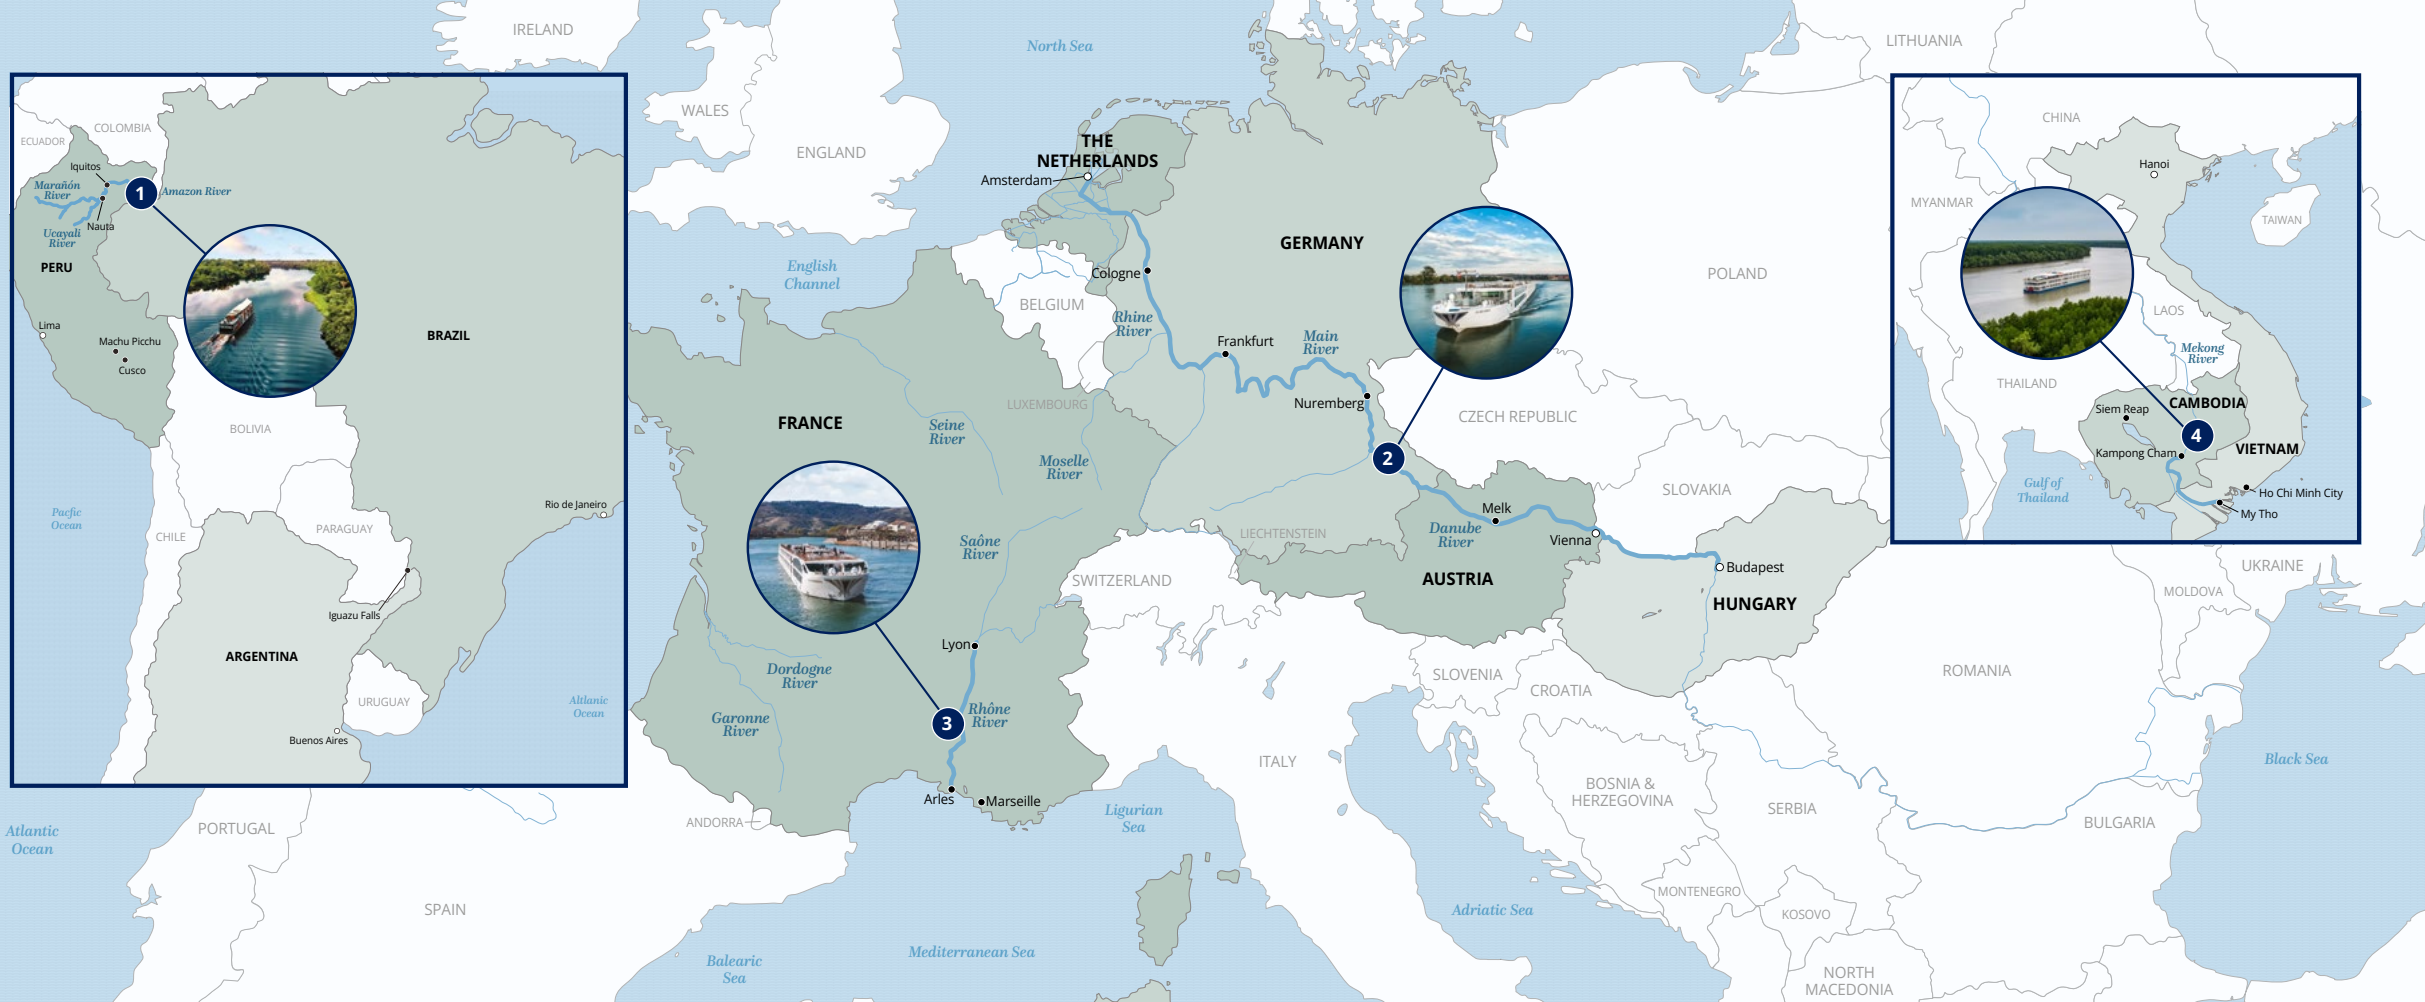 IRELAND
North Sea
LITHUANIA
WALES
ENGLAND
THE
NETHERLANDS
Amsterdam
GERMANY
POLAND
English
Channel
Cologne
BELGIUM
Rhine
River
Frankfurt
Main
River
Nuremberg
LUXEMBOURG
CZECH REPUBLIC
FRANCE
Seine
River
Moselle
River
2
SLOVAKIA
Melk
Danube
River
Vienna
LIECHTENSTEIN
Saône
River
SWITZERLAND
AUSTRIA
Budapest
HUNGARY
UKRAINE
MOLDOVA
Lyon
Dordogne
River
Garonne
River
3
Rhône
River
SLOVENIA
CROATIA
ROMANIA
ITALY
BOSNIA &
HERZEGOVINA
SERBIA
Black Sea
Arles
Marseille
ANDORRA
Ligurian
Sea
BULGARIA
Atlantic
Ocean
PORTUGAL
SPAIN
MONTENEGRO
KOSOVO
Adriatic Sea
Mediterranean Sea
Balearic
Sea
NORTH
MACEDONIA
ECUADOR
COLOMBIA
Iquitos
Marañón
River
1
Amazon River
Nauta
Ucayali
River
PERU
Lima
Machu Picchu
Cusco
BRAZIL
BOLIVIA
Rio de Janeiro
Pacfic
Ocean
CHILE
PARAGUAY
Iguazu Falls
ARGENTINA
URUGUAY
Altlanic
Ocean
Buenos Aires
CHINA
Hanoi
MYANMAR
TAIWAN
LAOS
Mekong
River
THAILAND
Siem Reap
CAMBODIA
4
VIETNAM
Kampong Cham
Gulf of
Thailand
Ho Chi Minh City
My Tho